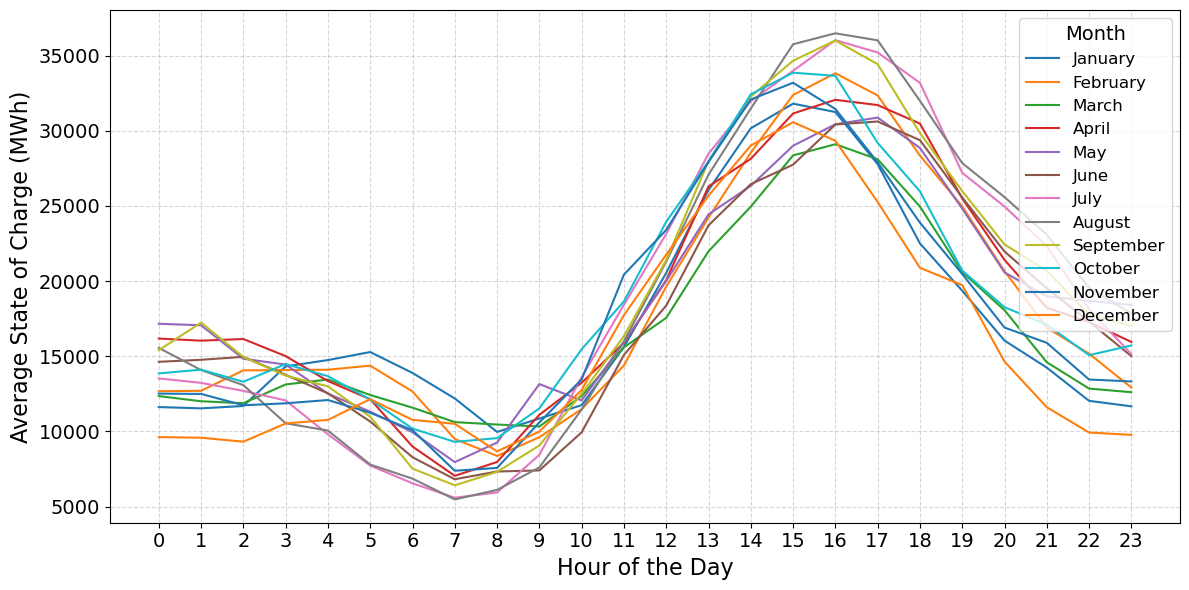 35000
30000
25000
20000
15000
10000
5000
Average State of Charge (MWh)
0 1 2 3 4 5 6 7 8 9 10 11 12 13 14 15 16 17 18 19 20 21 22 23
Hour of the Day
Month
January
February
March
April
May
June
July
August
September
October
November
December